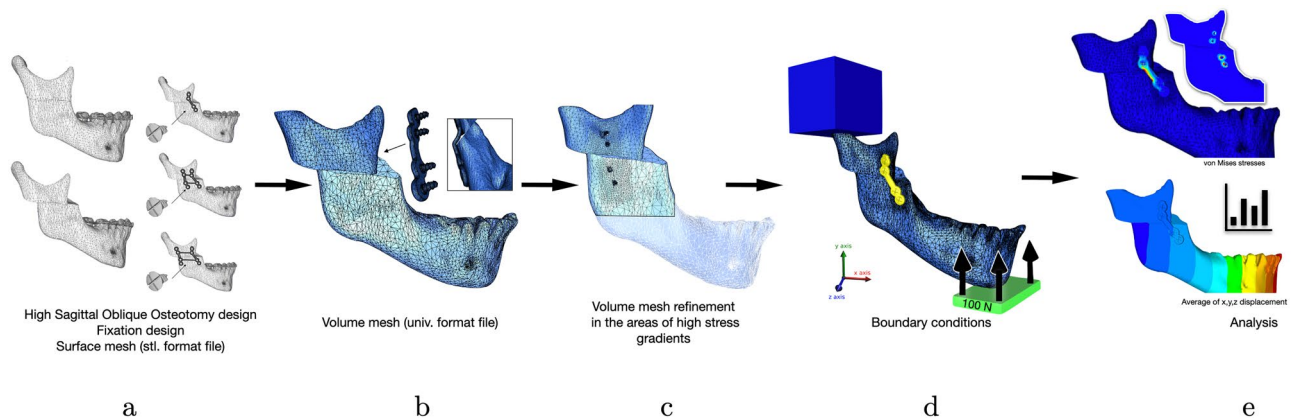 von Mises stresses
y axis
x axis
z axis
100 N
Average of x,y,z displacement
High Sagittal Oblique Osteotomy design
Fixation design
Surface mesh (stl. format file)
Volume mesh (univ. format file)
Volume mesh refinement
in the areas of high stress
gradients
Boundary conditions
Analysis
a
b
c
d
e